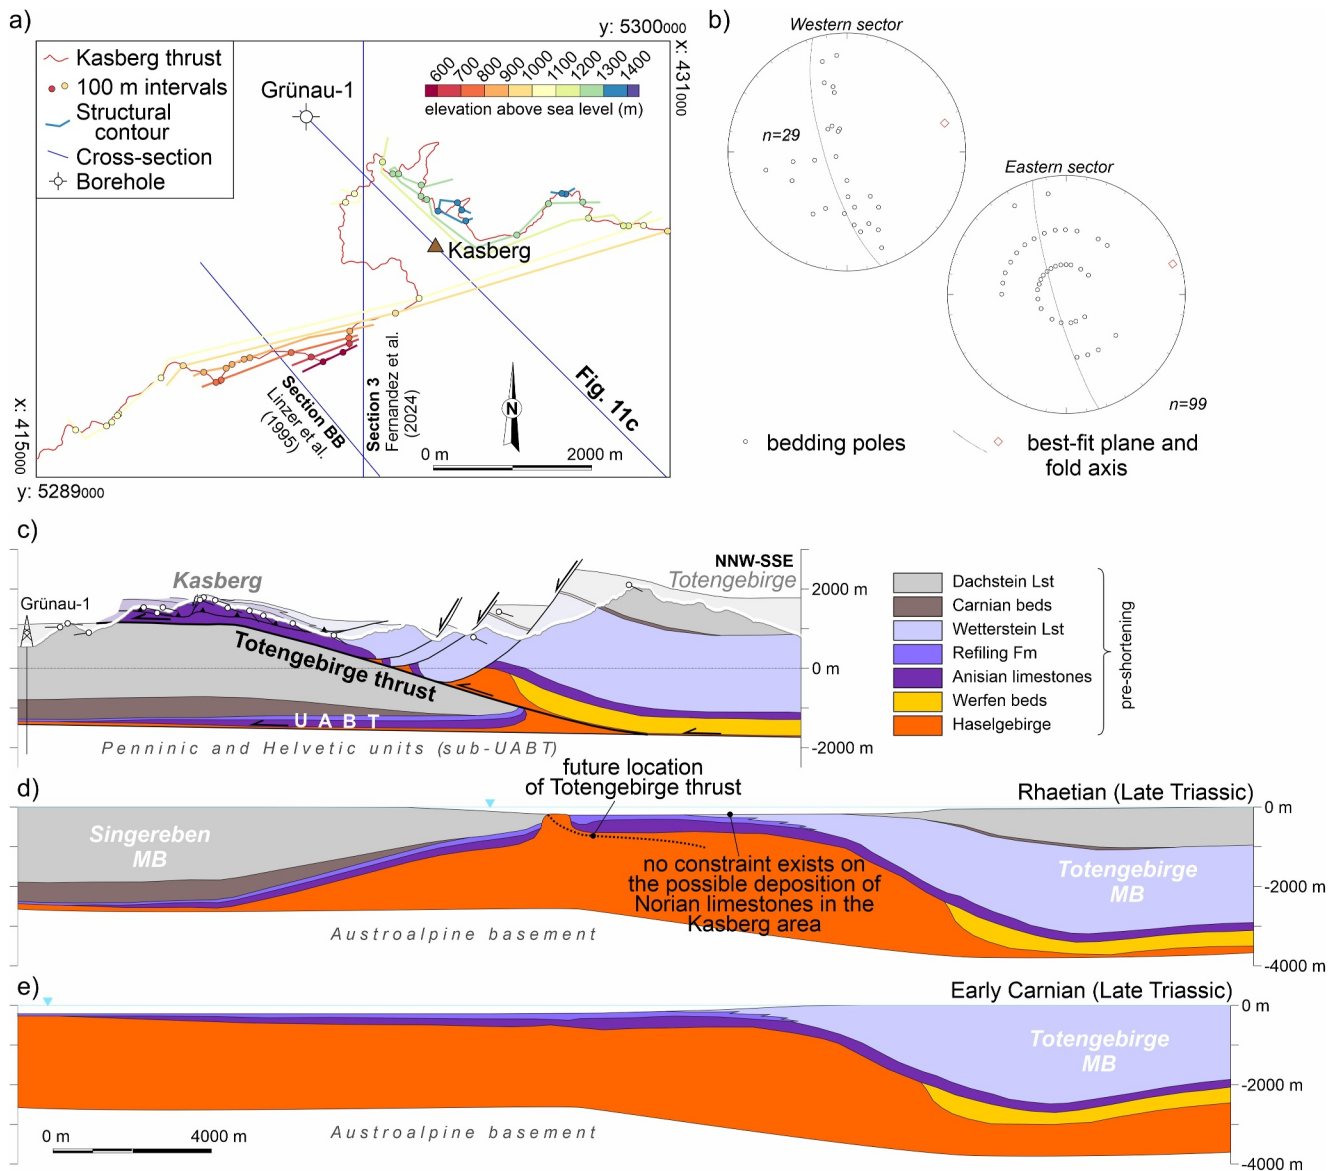 a)
y: 5300000
x: 431000
Kasberg thrust
100 m intervals
Structural
contour
Cross-section
Borehole
Grünau-1
600
700
800
900
1000
1100
1200
1300
1400
elevation above sea level (m)
Kasberg
Section BB
Linzer et al.
(1995)
Section 3
Fernandez et al.
(2024)
Fig. 11c
N
0 m
2000 m
x: 415000
y: 5289000
b)
Western sector
n=29
Eastern sector
n=99
bedding poles
best-fit plane and
fold axis
c)
Kasberg
NNW-SSE
Totengebirge
Grünau-1
2000 m
0 m
-2000 m
Totengebirge thrust
U A B T
Penninic and Helvetic units (sub-UABT)
Dachstein Lst
Carnian beds
Wetterstein Lst
Refiling Fm
Anisian limestones
Werfen beds
Haselgebirge
pre-shortening
d)
future location
of Totengebirge thrust
Rhaetian (Late Triassic)
0 m
-2000 m
-4000 m
Singereben
MB
no constraint exists on
the possible deposition of
Norian limestones in the
Kasberg area
Totengebirge
MB
Austroalpine basement
e)
Early Carnian (Late Triassic)
0 m
-2000 m
-4000 m
Totengebirge
MB
0 m
4000 m
Austroalpine basement